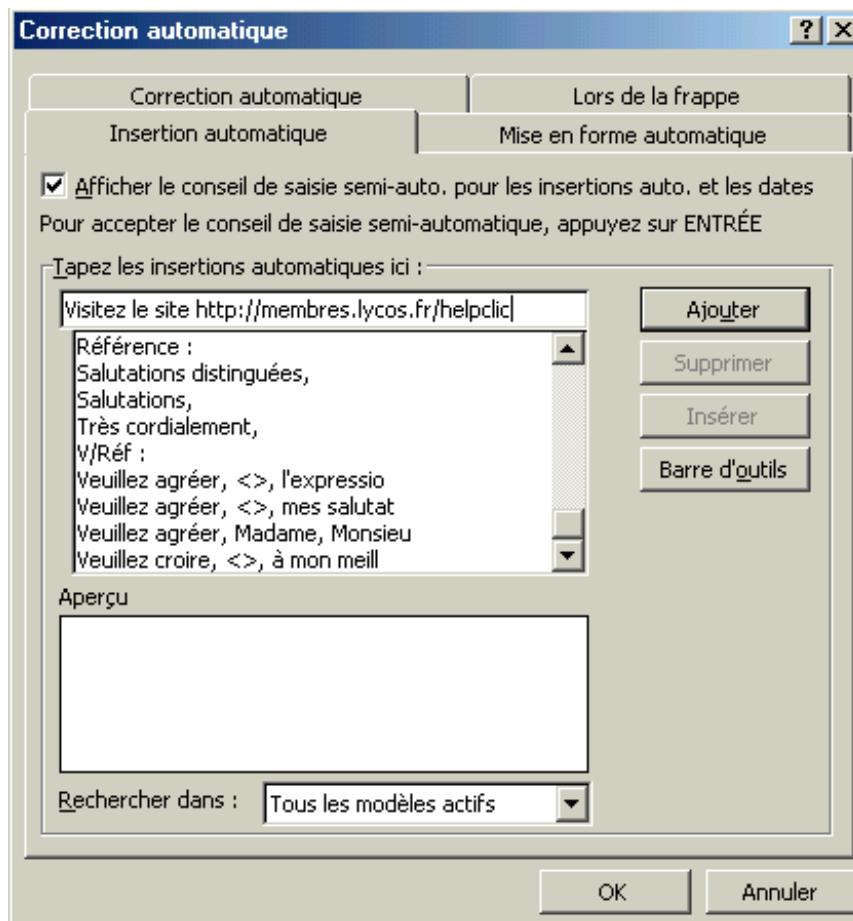 Correction automatique
Correction automatique
Lors de la frappe
Insertion automatique
Mise en forme automatique
Afficher le conseil de saisie semi-auto. pour les insertions auto. et les dates
Pour accepter le conseil de saisie semi-automatique, appuyez sur ENTRÉE
Tapez les insertions automatiques ici :
Visitez le site http://membres.lycos.fr/helpclic
Ajouter
Référence :
Salutations distinguées,
Salutations,
Très cordialement,
V/Réf :
Veuillez agréer, <>, l'expressio
Veuillez agréer, <>, mes salutat
Veuillez agréer, Madame, Monsieu
Veuillez croire, <>, à mon meill
Supprimer
Insérer
Barre d'outils
Aperçu
Rechercher dans :
Tous les modèles actifs
OK
Annuler